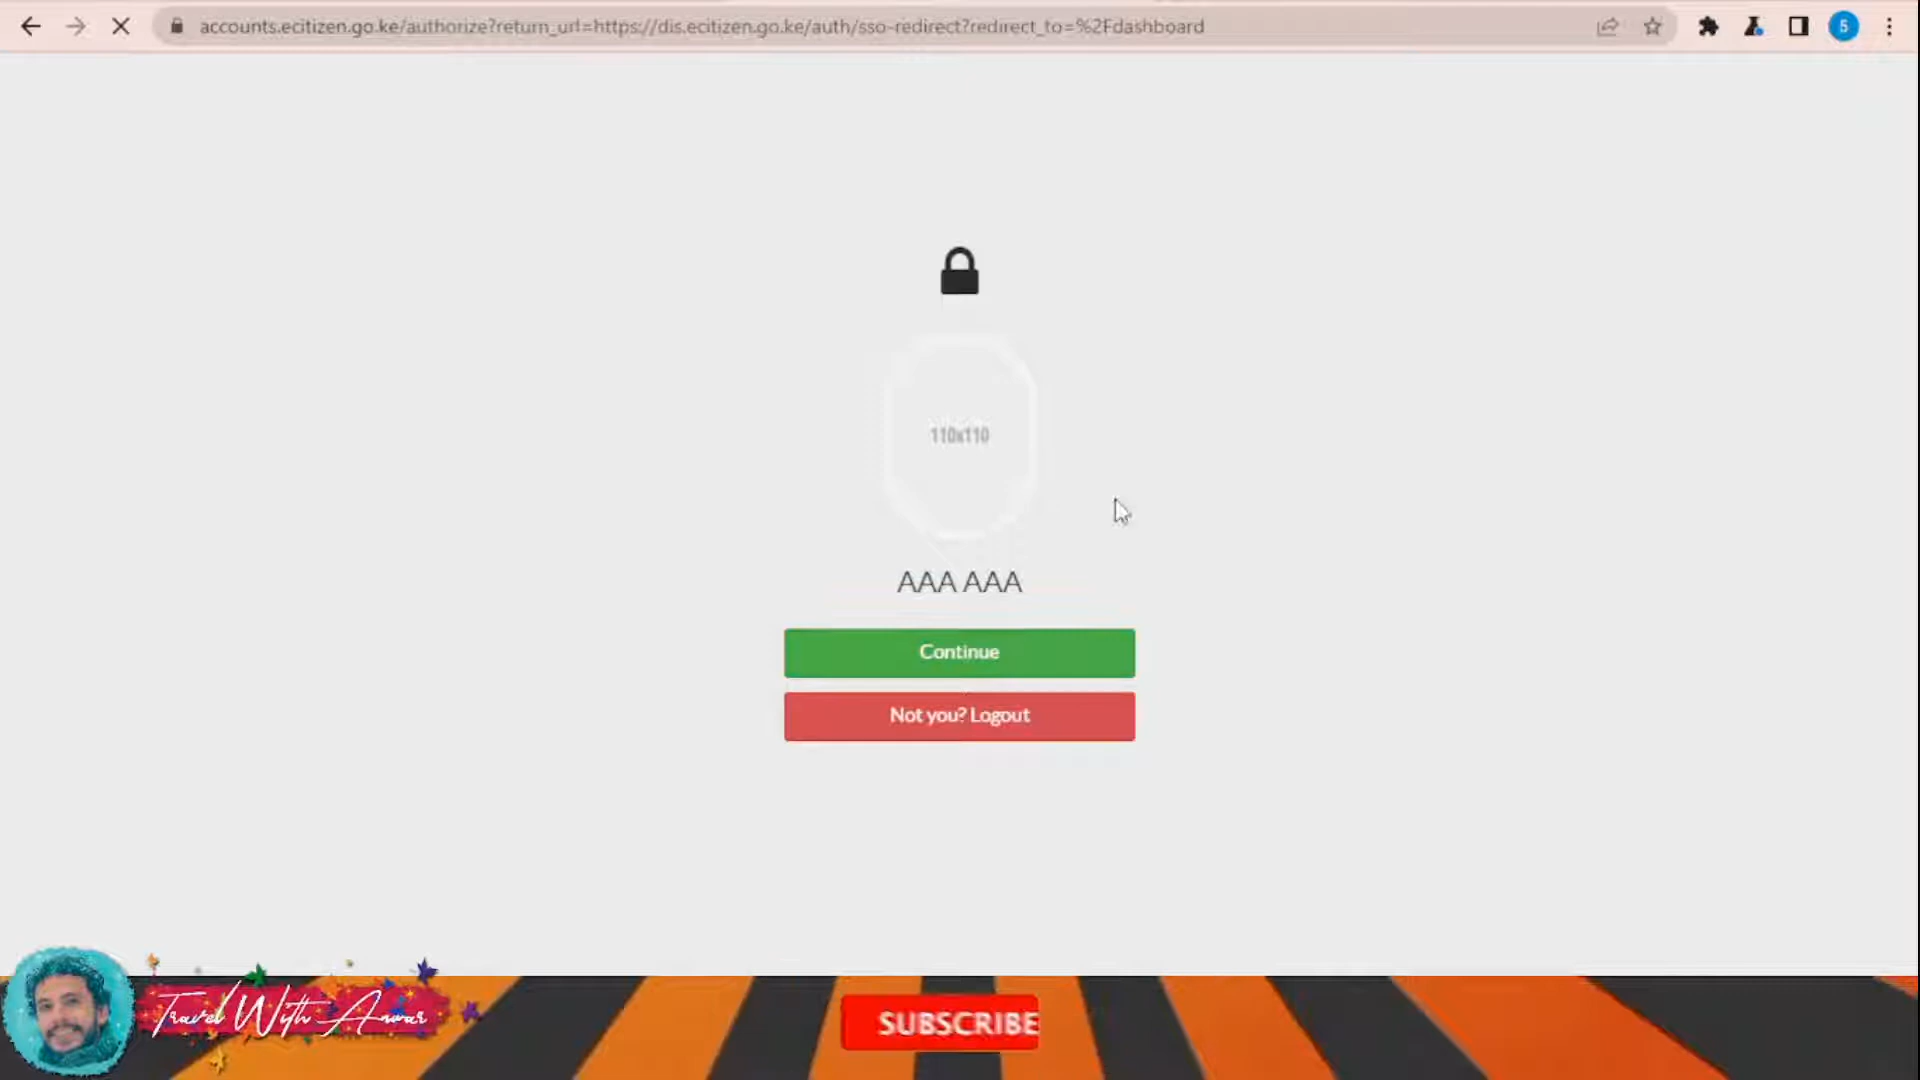 accounts.ecitizen.go.ke/authorize?return_url=https://dis.ecitizen.go.ke/auth/sso-redirect?redirect_to=%2Fdashboard
5
110x110
AAA AAA
Continue
Not you? Logout
Travel With Anwar
SUBSCRIBE